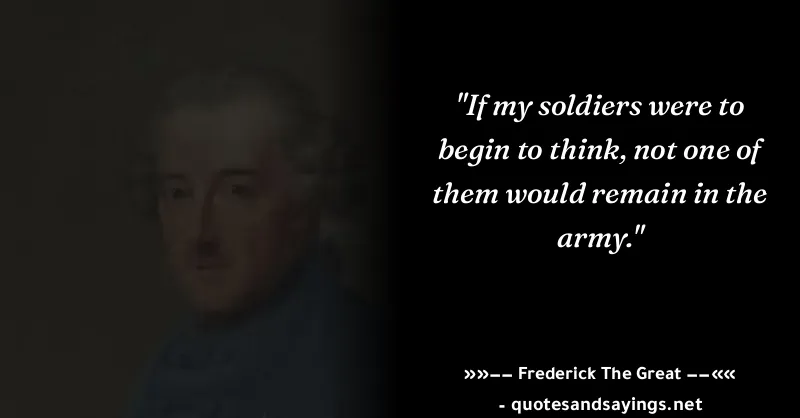 "If my soldiers were to
begin to think, not one of
them would remain in the
army."
»»–– Frederick The Great ––««
- quotesandsayings.net